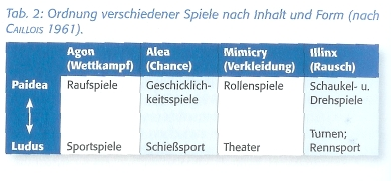 Tab. 2: Ordnung verschiedener Spiele nach Inhalt und Form (nach
CAILLOIS 1961).
Agon Alea Mimicry Illinx
(Wettkampf) (Chance) (Verkleidung) (Rausch)
Paidea Raufspiele Geschicklich- Rollenspiele Schaukel- u.
keitsspiele Drehspiele
Turnen;
Ludus Sportspiele Schießsport Theater Rennsport